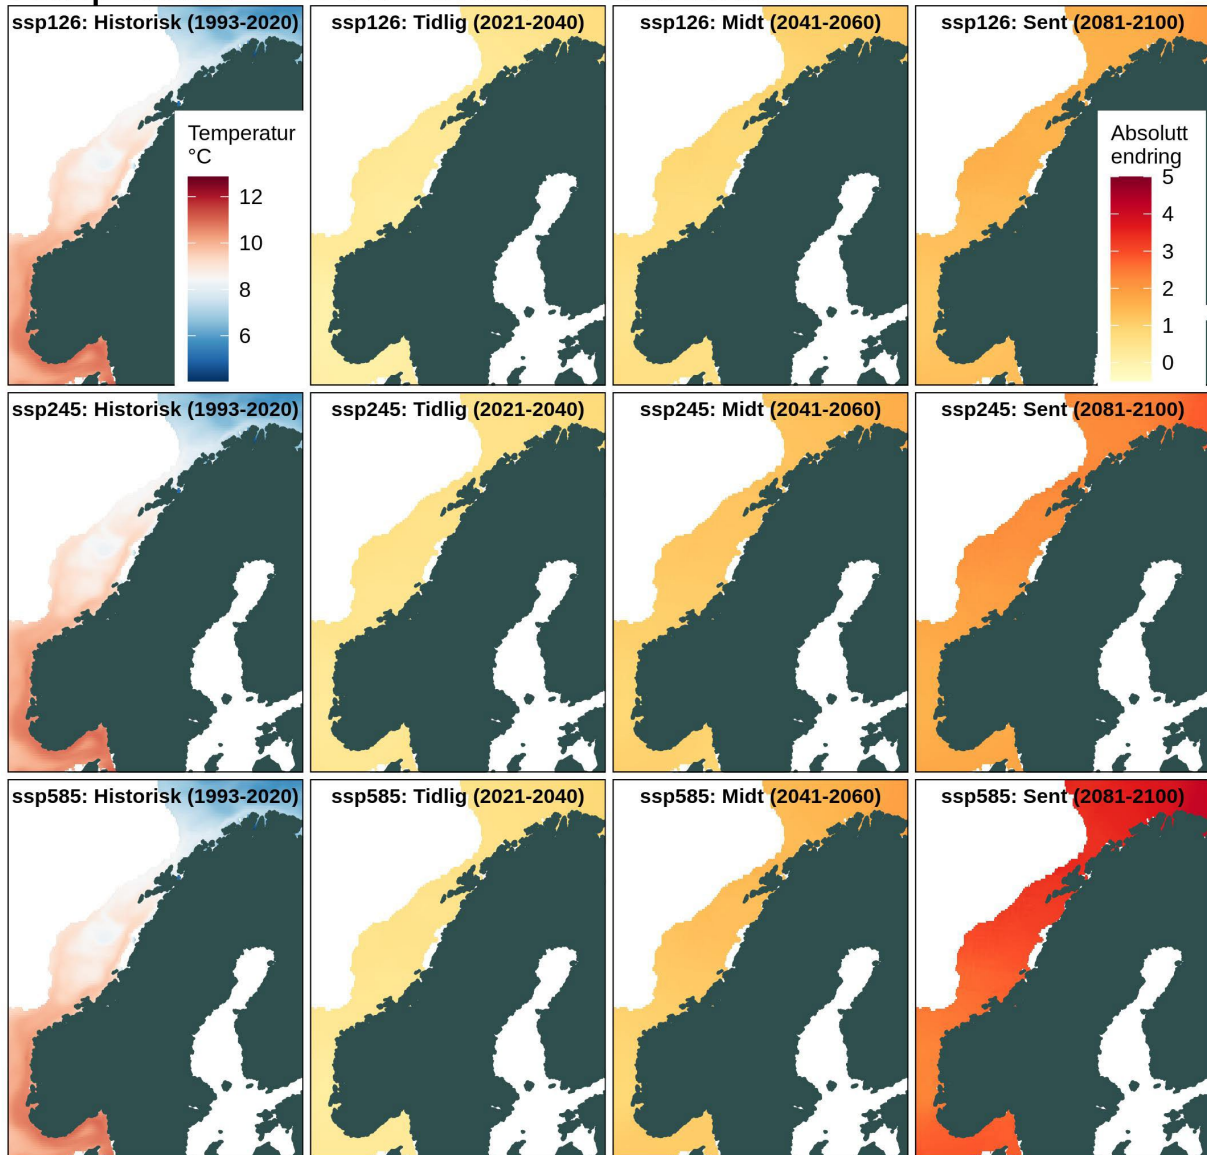 ssp126: Historisk (1993-2020)
ssp126: Tidlig (2021-2040)
ssp126: Midt (2041-2060)
ssp126: Sent (2081-2100)
Temperatur
°C
12
10
8
6
Absolutt
endring
5
4
3
2
1
0
ssp245: Historisk (1993-2020)
ssp245: Tidlig (2021-2040)
ssp245: Midt (2041-2060)
ssp245: Sent (2081-2100)
ssp585: Historisk (1993-2020)
ssp585: Tidlig (2021-2040)
ssp585: Midt (2041-2060)
ssp585: Sent (2081-2100)